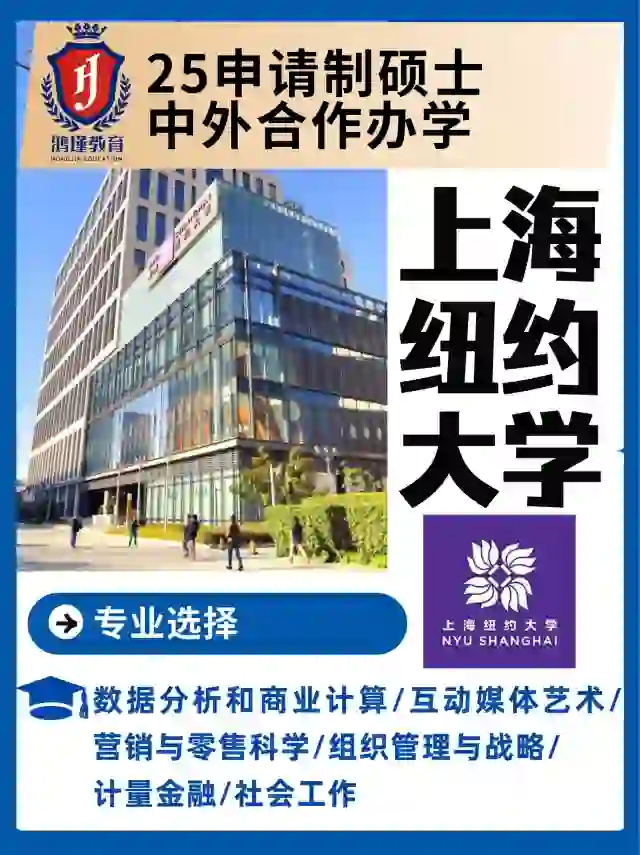 25申请制硕士
中外合作办学
鸿瑾教育
HONGJIN EDUCATION
上海
纽约
大学
上海纽约大学
NYU SHANGHAI
专业选择
数据分析和商业计算/互动媒体艺术/
营销与零售科学/组织管理与战略/
计量金融/社会工作